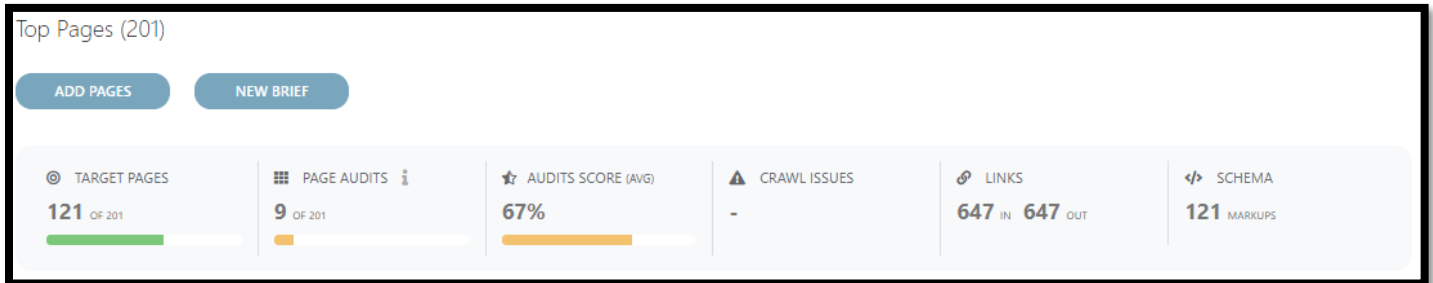 Top Pages (201)
ADD PAGES NEW BRIEF
TARGET PAGES PAGE AUDITS i AUDITS SCORE (AVG) CRAWL ISSUES LINKS </> SCHEMA
121 OF 201 9 OF 201 67% - 647 IN 647 OUT 121 MARKUPS